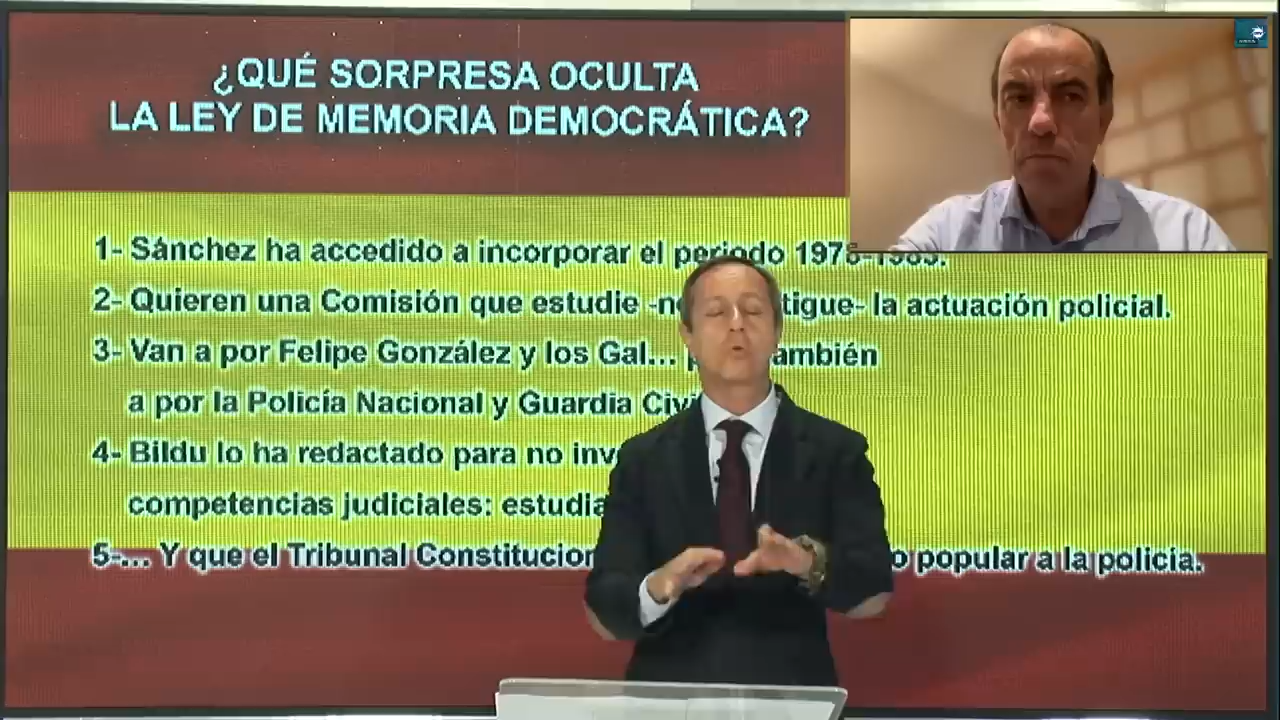 ¿QUÉ SORPRESA OCULTA
LA LEY DE MEMORIA DEMOCRÁTICA?
1- Sánchez ha accedido a incorporar el periodo
2- Quieren una Comisión que estudie la actuación policial.
3- Van a por Felipe González y los Gal... también
a por la Policía Nacional y Guardia
4- Bildu lo ha redactado para no
competencias judiciales:
5-... Y que el Tribunal popular a la policía.